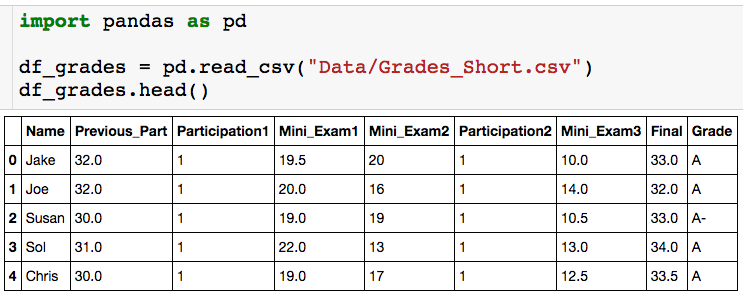 import pandas as pd
df_grades = pd.read_csv("Data/Grades_Short.csv")
df_grades.head()
Name Previous_Part Participation1 Mini_Exam1 Mini_Exam2 Participation2 Mini_Exam3 Final Grade
0 Jake 32.0 1 19.5 20 1 10.0 33.0 A
1 Joe 32.0 1 20.0 16 1 14.0 32.0 A
2 Susan 30.0 1 19.0 19 1 10.5 33.0 A-
3 Sol 31.0 1 22.0 13 1 13.0 34.0 A
4 Chris 30.0 1 19.0 17 1 12.5 33.5 A